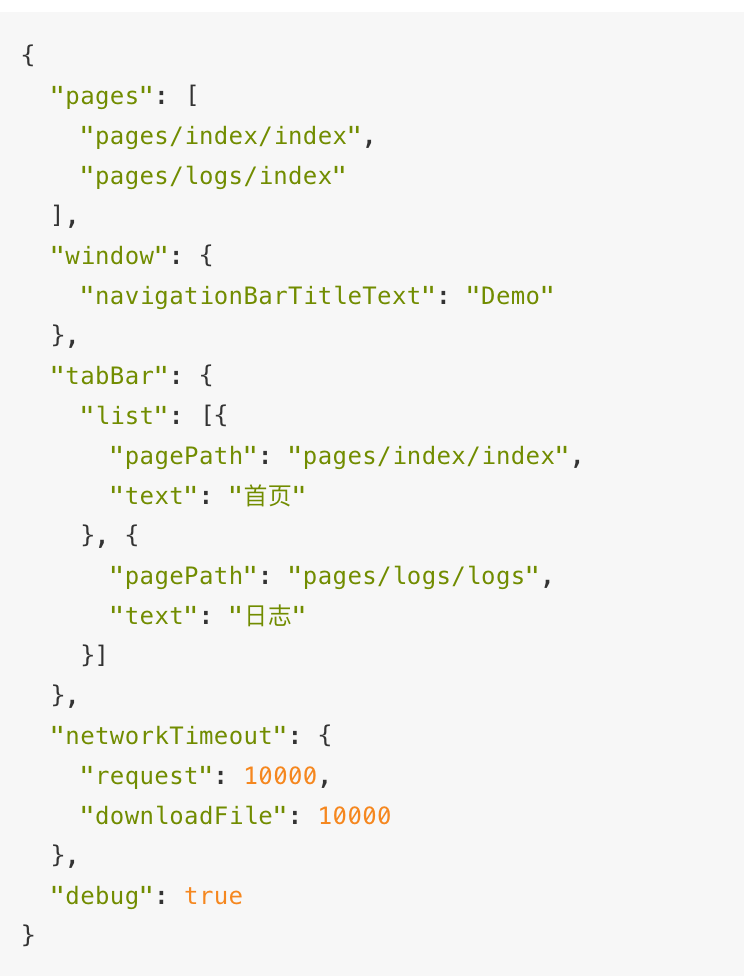 {
  "pages": [
    "pages/index/index",
    "pages/logs/index"
  ],
  "window": {
    "navigationBarTitleText": "Demo"
  },
  "tabBar": {
    "list": [{
      "pagePath": "pages/index/index",
      "text": "首页"
    }, {
      "pagePath": "pages/logs/logs",
      "text": "日志"
    }]
  },
  "networkTimeout": {
    "request": 10000,
    "downloadFile": 10000
  },
  "debug": true
}